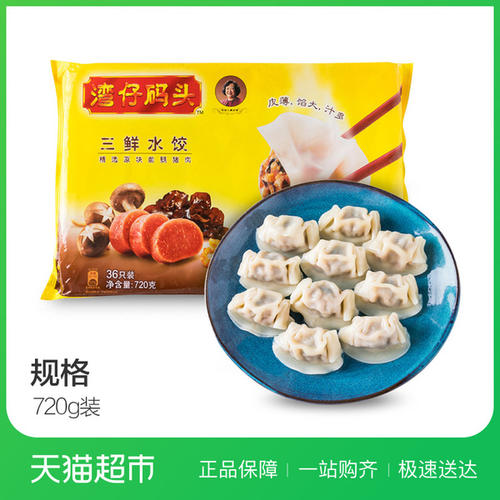 湾仔码头
TM
皮薄,馅大,汁多
三鲜水饺
36只装
净含量:720克
规格
720g装
天猫超市
正品保障
一站购齐
极速送达